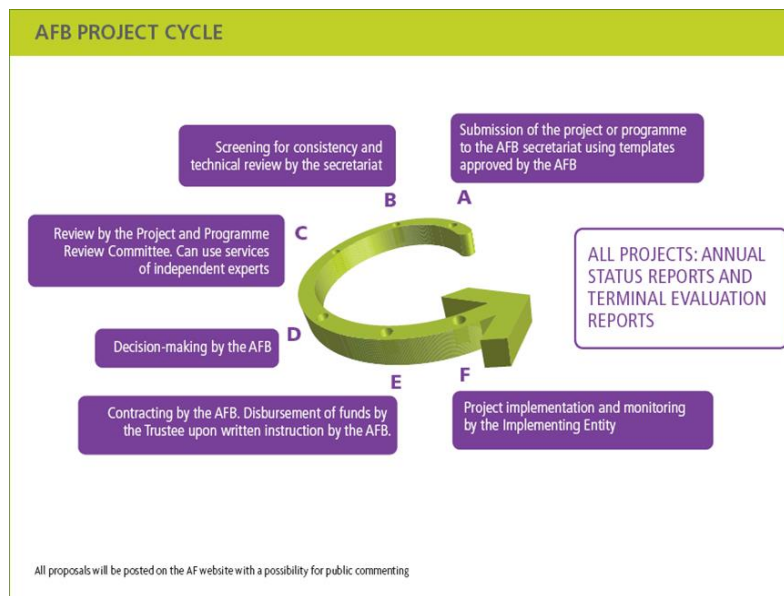 AFB PROJECT CYCLE
Submission of the project or programme
to the AFB secretariat using templates
approved by the AFB
A
Screening for consistency and
technical review by the secretariat
B
Review by the Project and Programme
Review Committee. Can use services
of independent experts
C
Decision-making by the AFB
D
Contracting by the AFB. Disbursement of funds by
the Trustee upon written instruction by the AFB.
E
Project implementation and monitoring
by the Implementing Entity
F
ALL PROJECTS: ANNUAL
STATUS REPORTS AND
TERMINAL EVALUATION
REPORTS
All proposals will be posted on the AF website with a possibility for public commenting